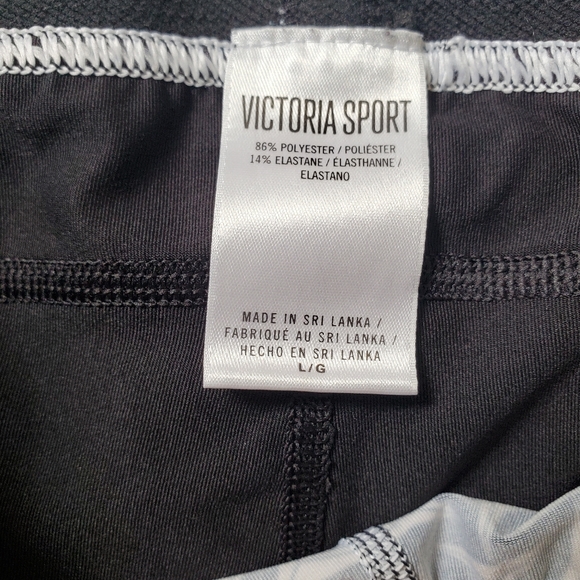 VICTORIA SPORT
86% POLYESTER / POLIÉSTER
14% ELASTANE / ÉLASTHANNE /
ELASTANO
MADE IN SRI LANKA /
FABRIQUÉ AU SRI LANKA /
HECHO EN SRI LANKA
L/G